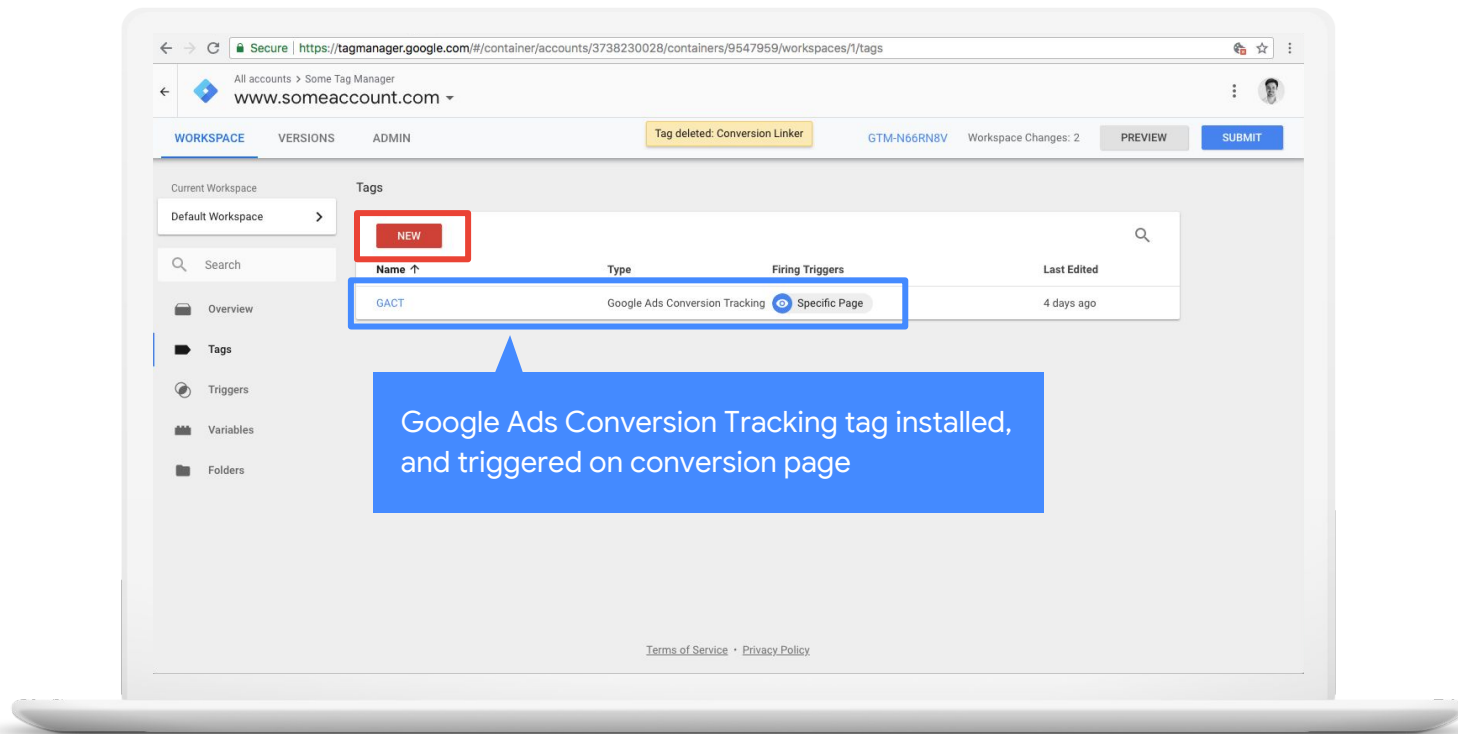 Secure | https://tagmanager.google.com/#/container/accounts/3738230028/containers/9547959/workspaces/1/tags
All accounts > Some Tag Manager
www.someaccount.com
WORKSPACE VERSIONS ADMIN Tag deleted: Conversion Linker GTM-N66RN8V Workspace Changes: 2 PREVIEW SUBMIT
Current Workspace
Default Workspace
Search
Overview
Tags
Triggers
Variables
Folders
Tags
NEW
Name Type Firing Triggers Last Edited
GACT Google Ads Conversion Tracking Specific Page 4 days ago
Google Ads Conversion Tracking tag installed,
and triggered on conversion page
Terms of Service • Privacy Policy